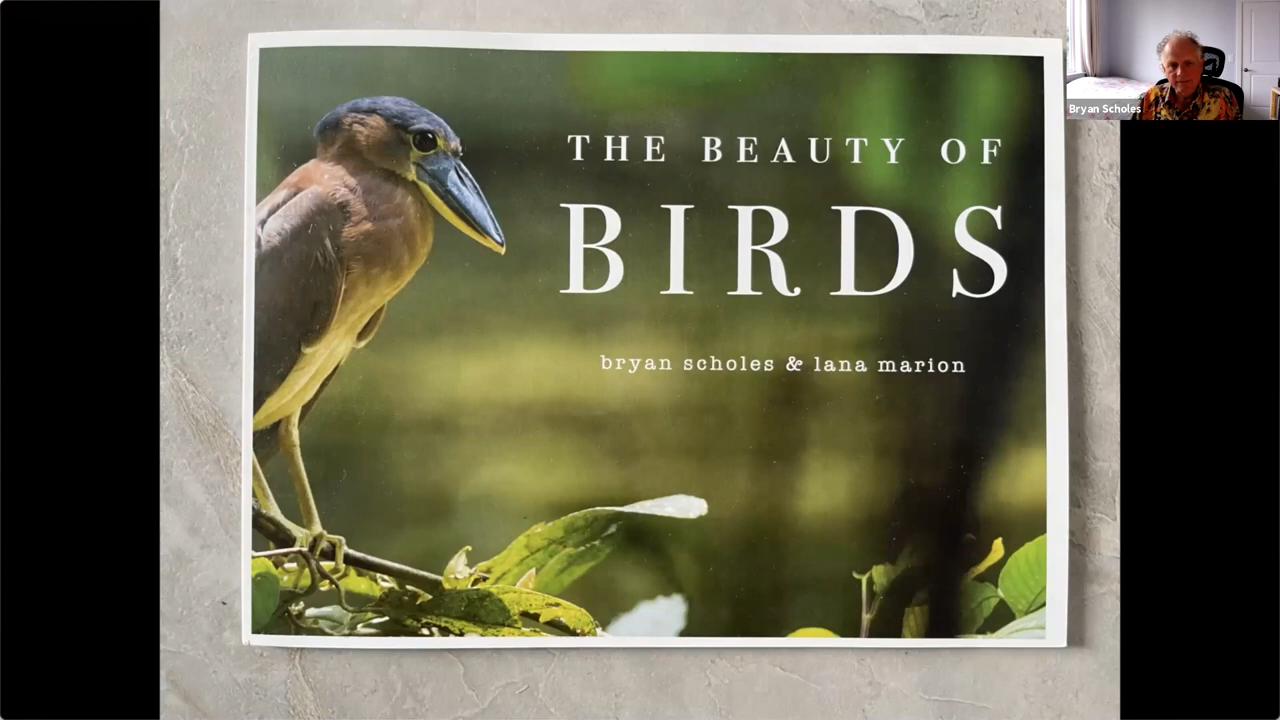 THE BEAUTY OF
BIRDS
bryan scholes & lana marion
Bryan Scholes